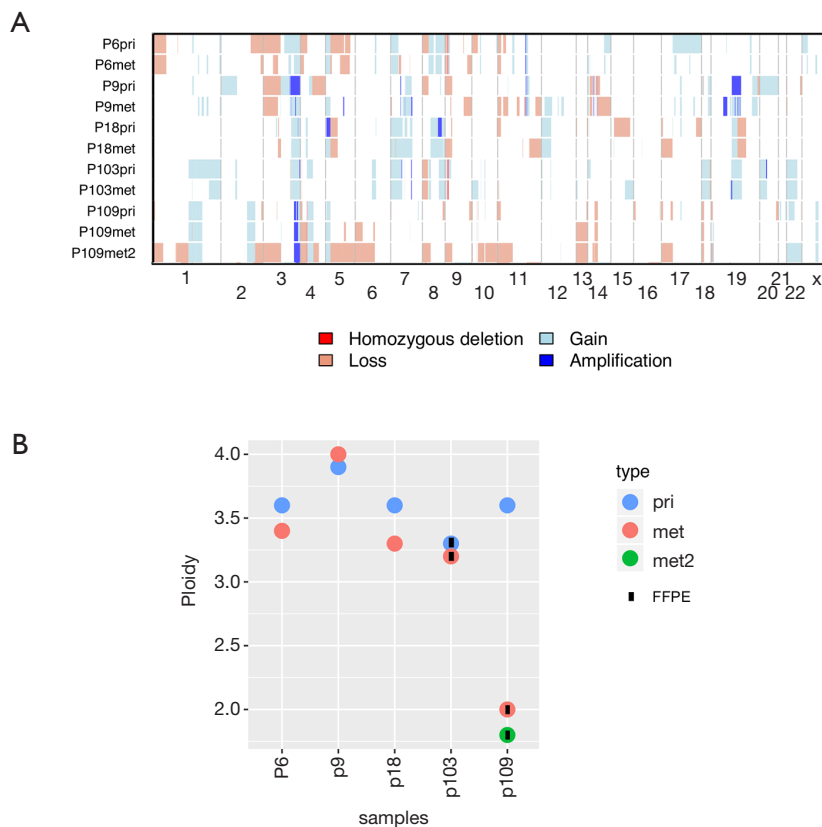 A
P6pri
P6met
P9pri
P9met
P18pri
P18met
P103pri
P103met
P109pri
P109met
P109met2
1 3 4 5 7 9 11 13 15 17 19 21 x
2 6 8 10 12 14 16 18 20 22
Homozygous deletion Gain
Loss Amplification
B
4.0
3.5
3.0
2.5
2.0
Ploidy
P6 p9 p18 p103 p109
samples
type
pri
met
met2
FFPE